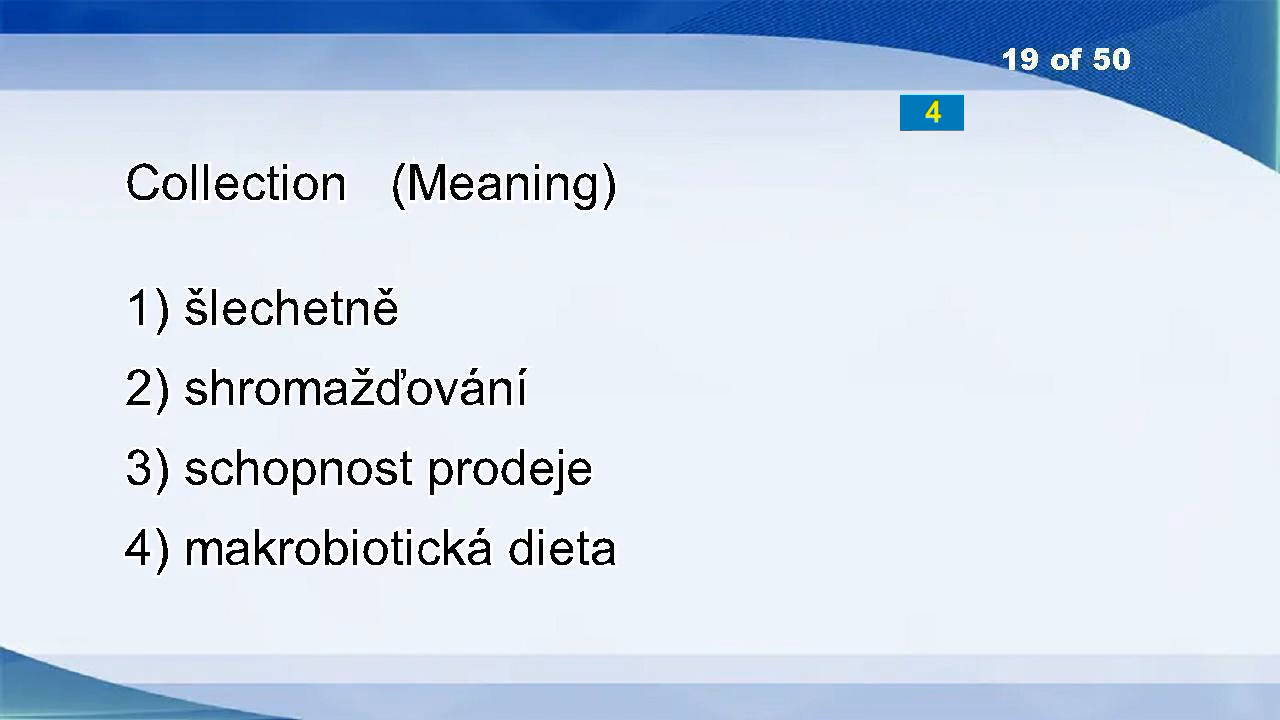 19 of 50
4
Collection (Meaning)
1) šlechetně
2) shromažďování
3) schopnost prodeje
4) makrobiotická dieta